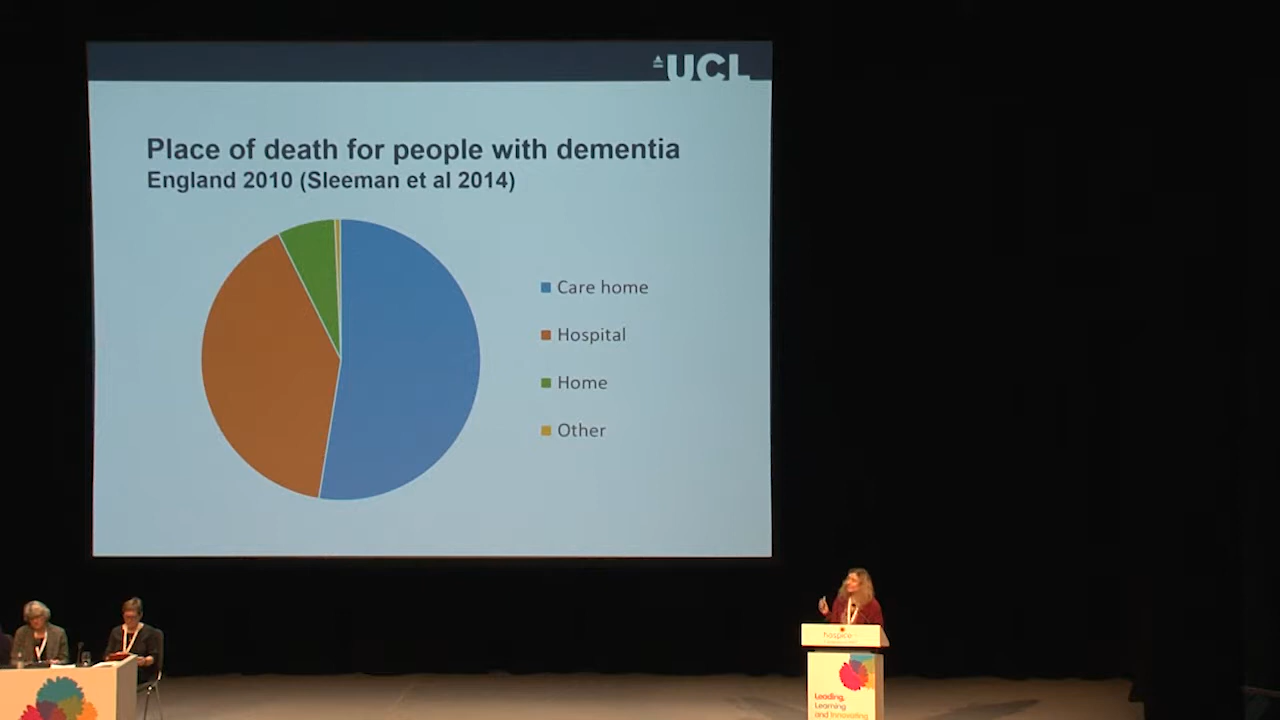 UCL
Place of death for people with dementia
England 2010 (Sleeman et al 2014)
Care home
Hospital
Home
Other
hospice
Leading,
Learning
and Innovating